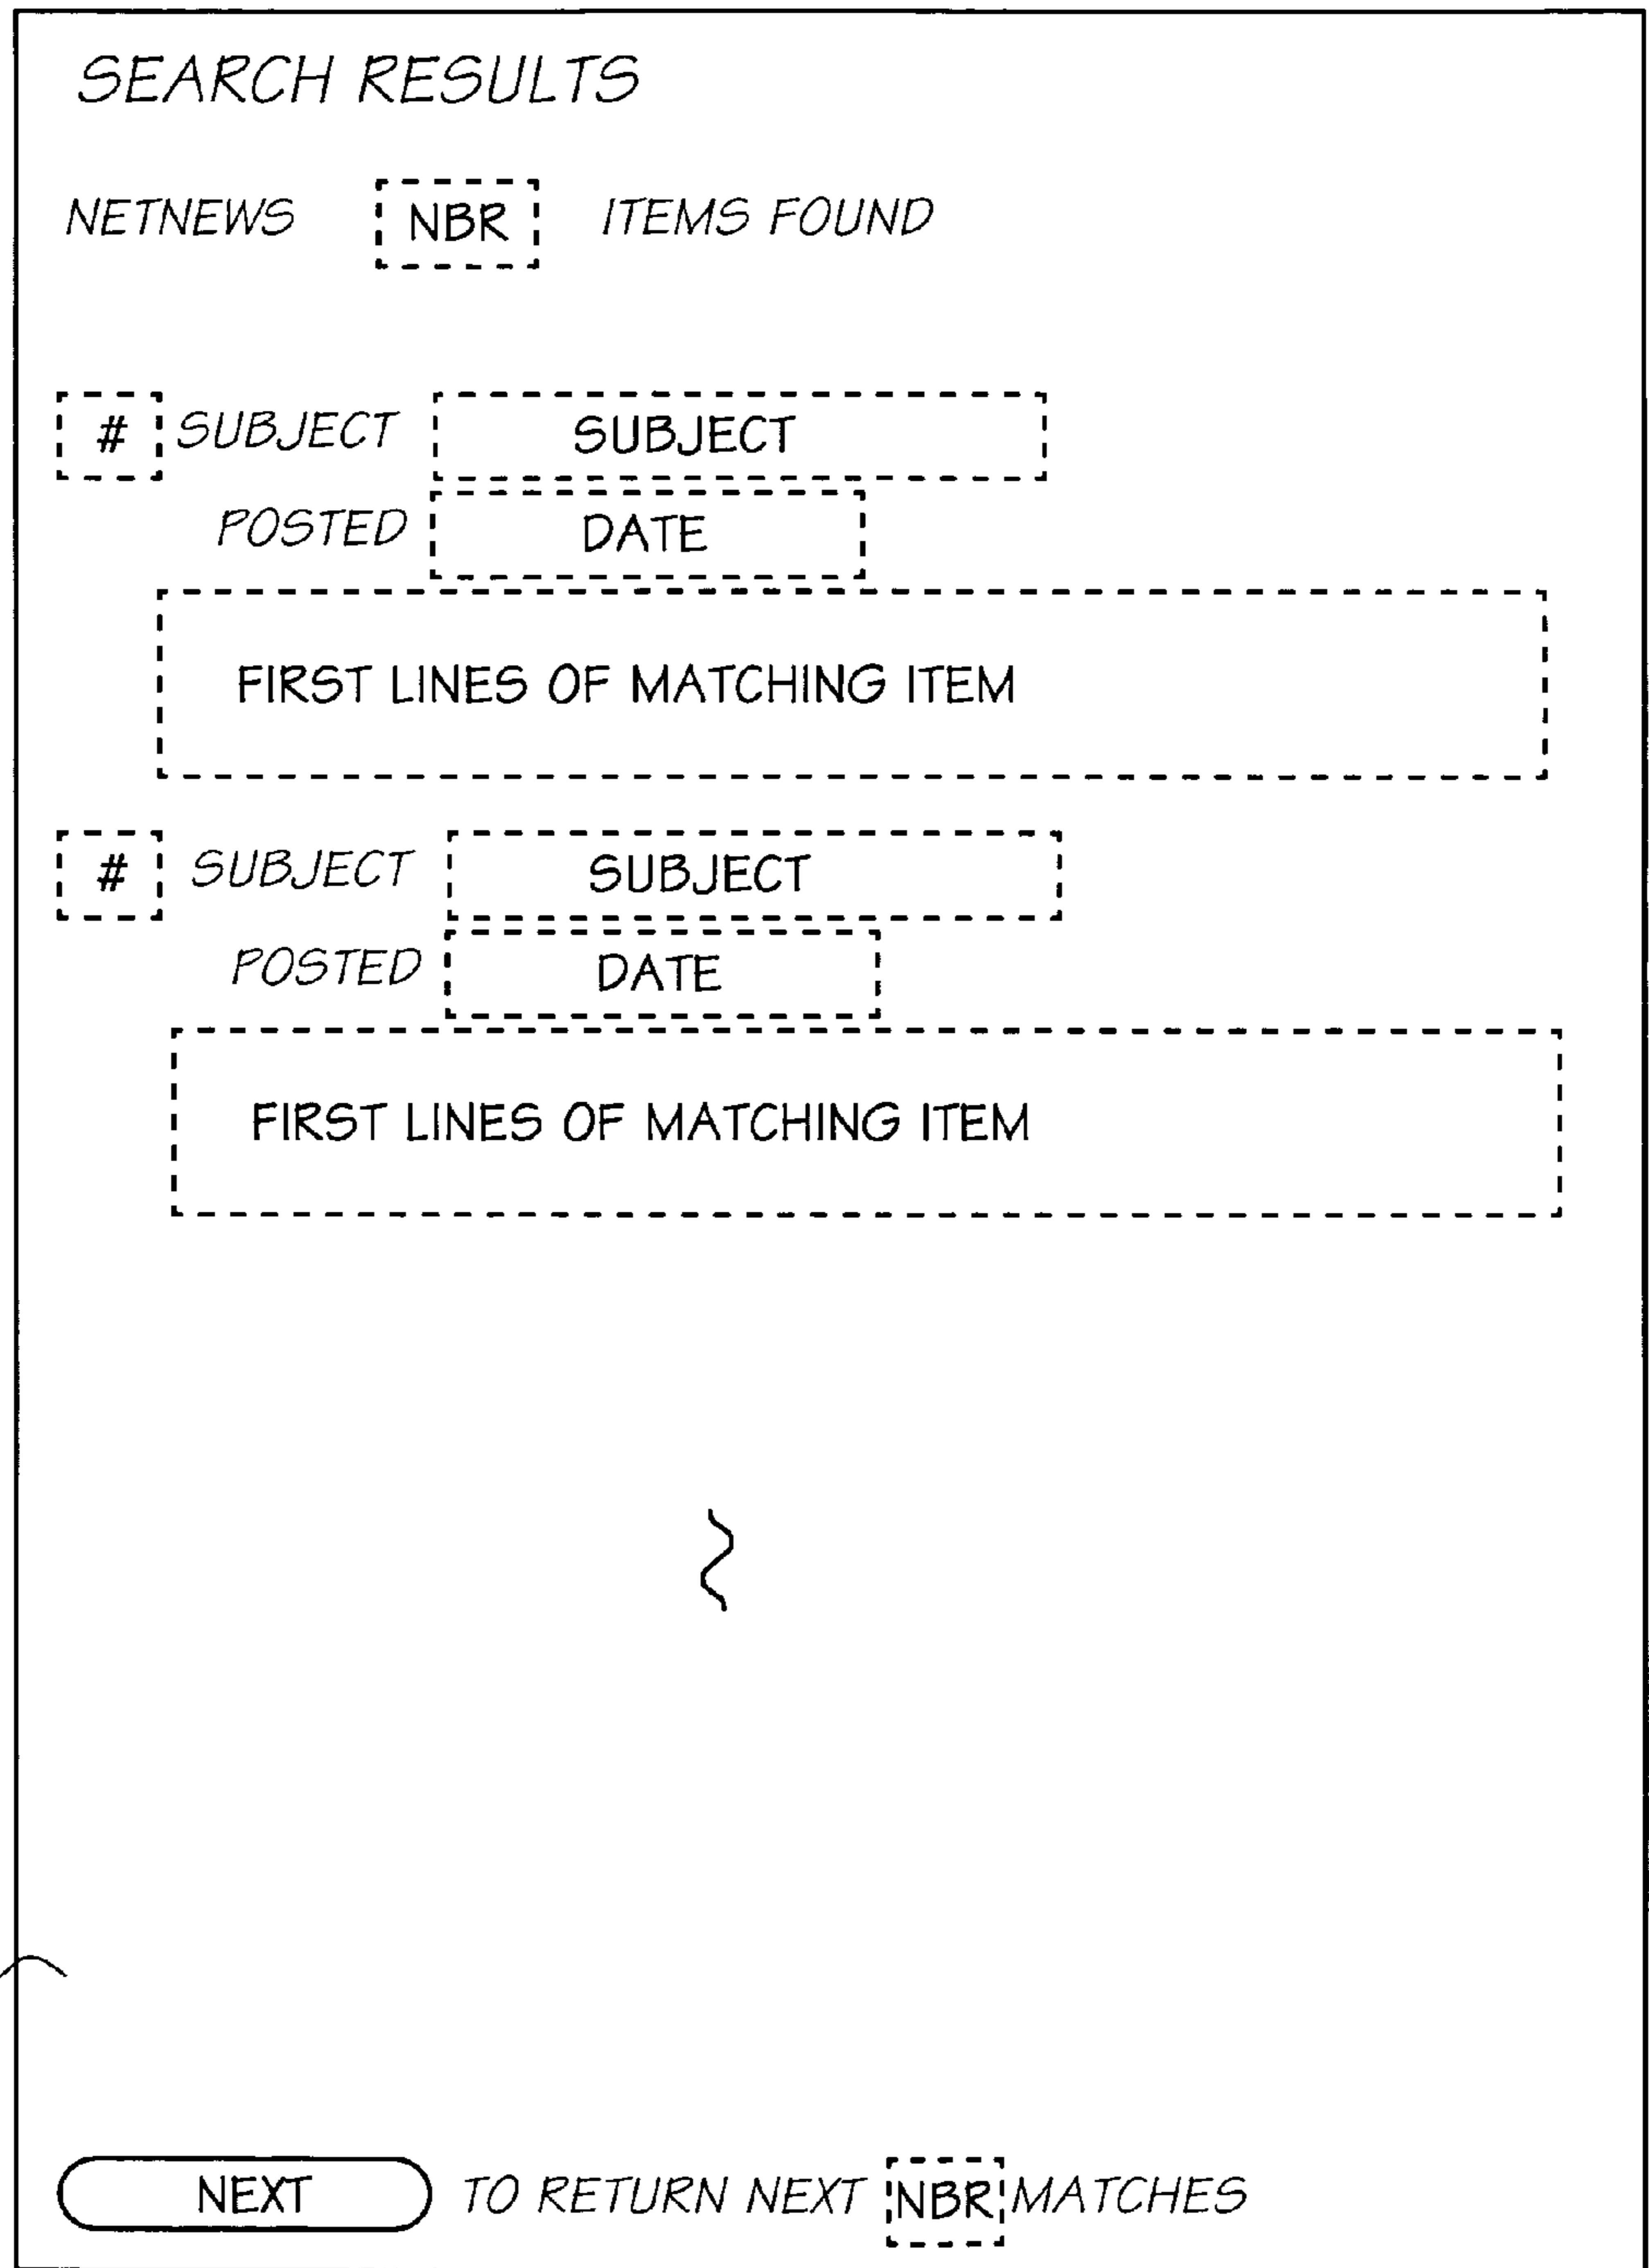 SEARCH RESULTS
NETNEWS NBR ITEMS FOUND
# SUBJECT SUBJECT
POSTED DATE
FIRST LINES OF MATCHING ITEM
# SUBJECT SUBJECT
POSTED DATE
FIRST LINES OF MATCHING ITEM
NEXT TO RETURN NEXT NBR MATCHES